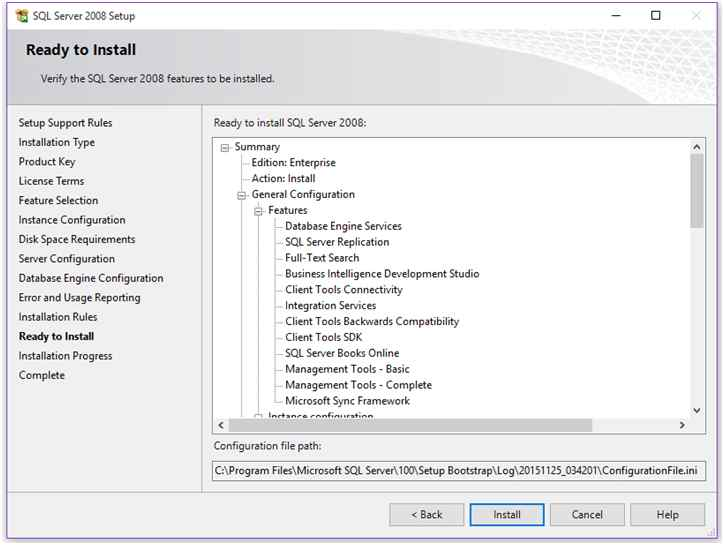 SQL Server 2008 Setup
Ready to Install
Verify the SQL Server 2008 features to be installed.
Setup Support Rules
Installation Type
Product Key
License Terms
Feature Selection
Instance Configuration
Disk Space Requirements
Server Configuration
Database Engine Configuration
Error and Usage Reporting
Installation Rules
Ready to Install
Installation Progress
Complete
Ready to install SQL Server 2008:
Summary
Edition: Enterprise
Action: Install
General Configuration
Features
Database Engine Services
SQL Server Replication
Full-Text Search
Business Intelligence Development Studio
Client Tools Connectivity
Integration Services
Client Tools Backwards Compatibility
Client Tools SDK
SQL Server Books Online
Management Tools - Basic
Management Tools - Complete
Microsoft Sync Framework
Instance configuration
Configuration file path:
C:\Program Files\Microsoft SQL Server\100\Setup Bootstrap\Log\20151125_034201\ConfigurationFile.ini
< Back
Install
Cancel
Help